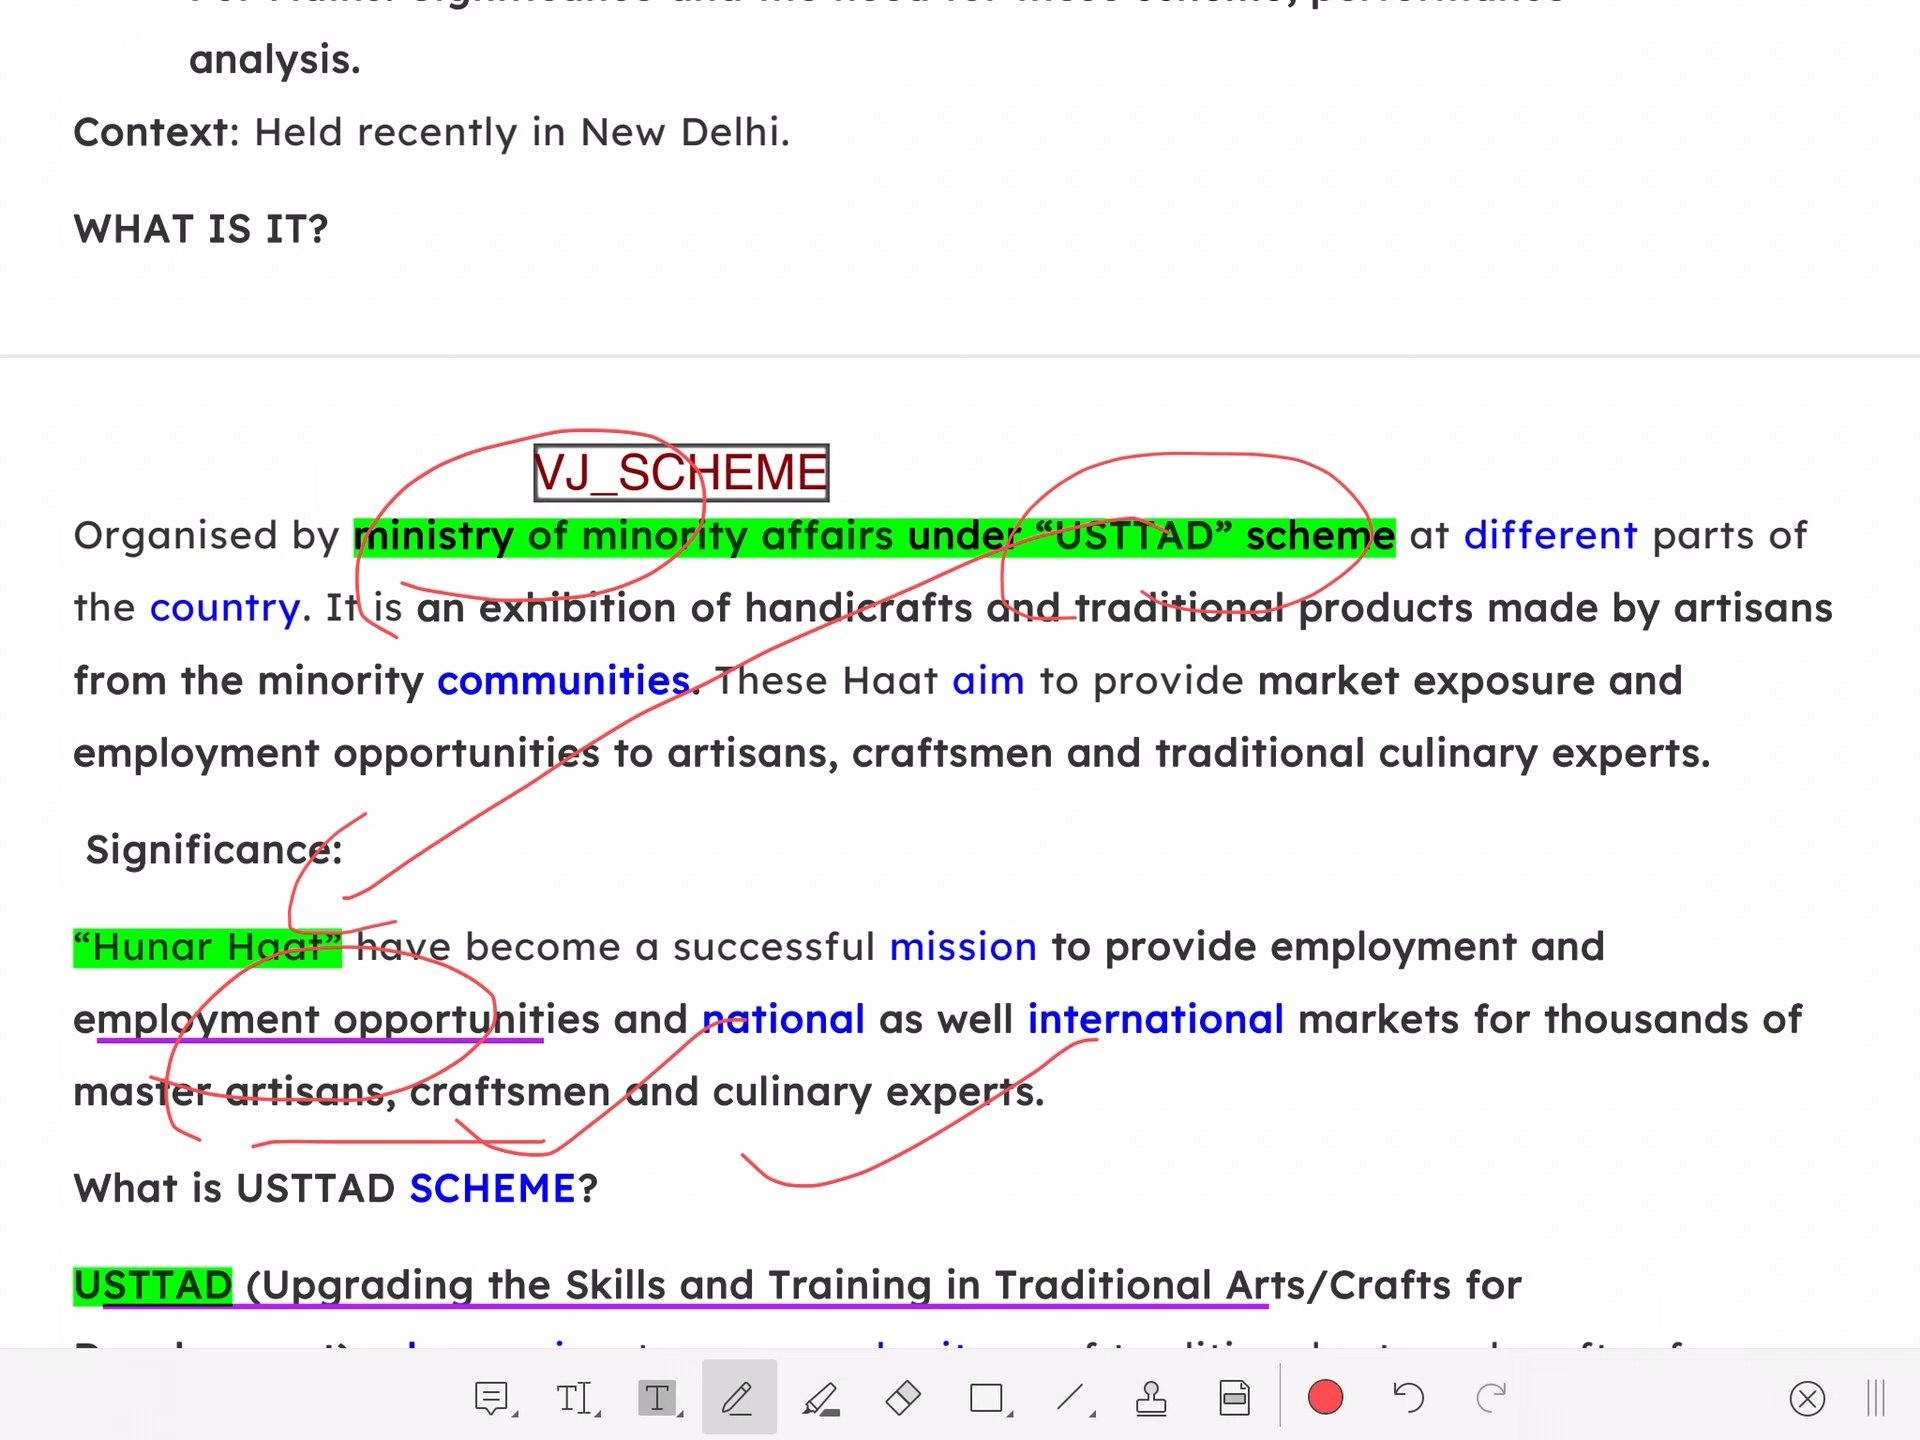 analysis.
Context: Held recently in New Delhi.
WHAT IS IT?
VJ_SCHEME
Organised by ministry of minority affairs under “USTTAD” scheme at different parts of
the country. It is an exhibition of handicrafts and traditional products made by artisans
from the minority communities. These Haat aim to provide market exposure and
employment opportunities to artisans, craftsmen and traditional culinary experts.
Significance:
“Hunar Haat” have become a successful mission to provide employment and
employment opportunities and national as well international markets for thousands of
master artisans, craftsmen and culinary experts.
What is USTTAD SCHEME?
USTTAD (Upgrading the Skills and Training in Traditional Arts/Crafts for